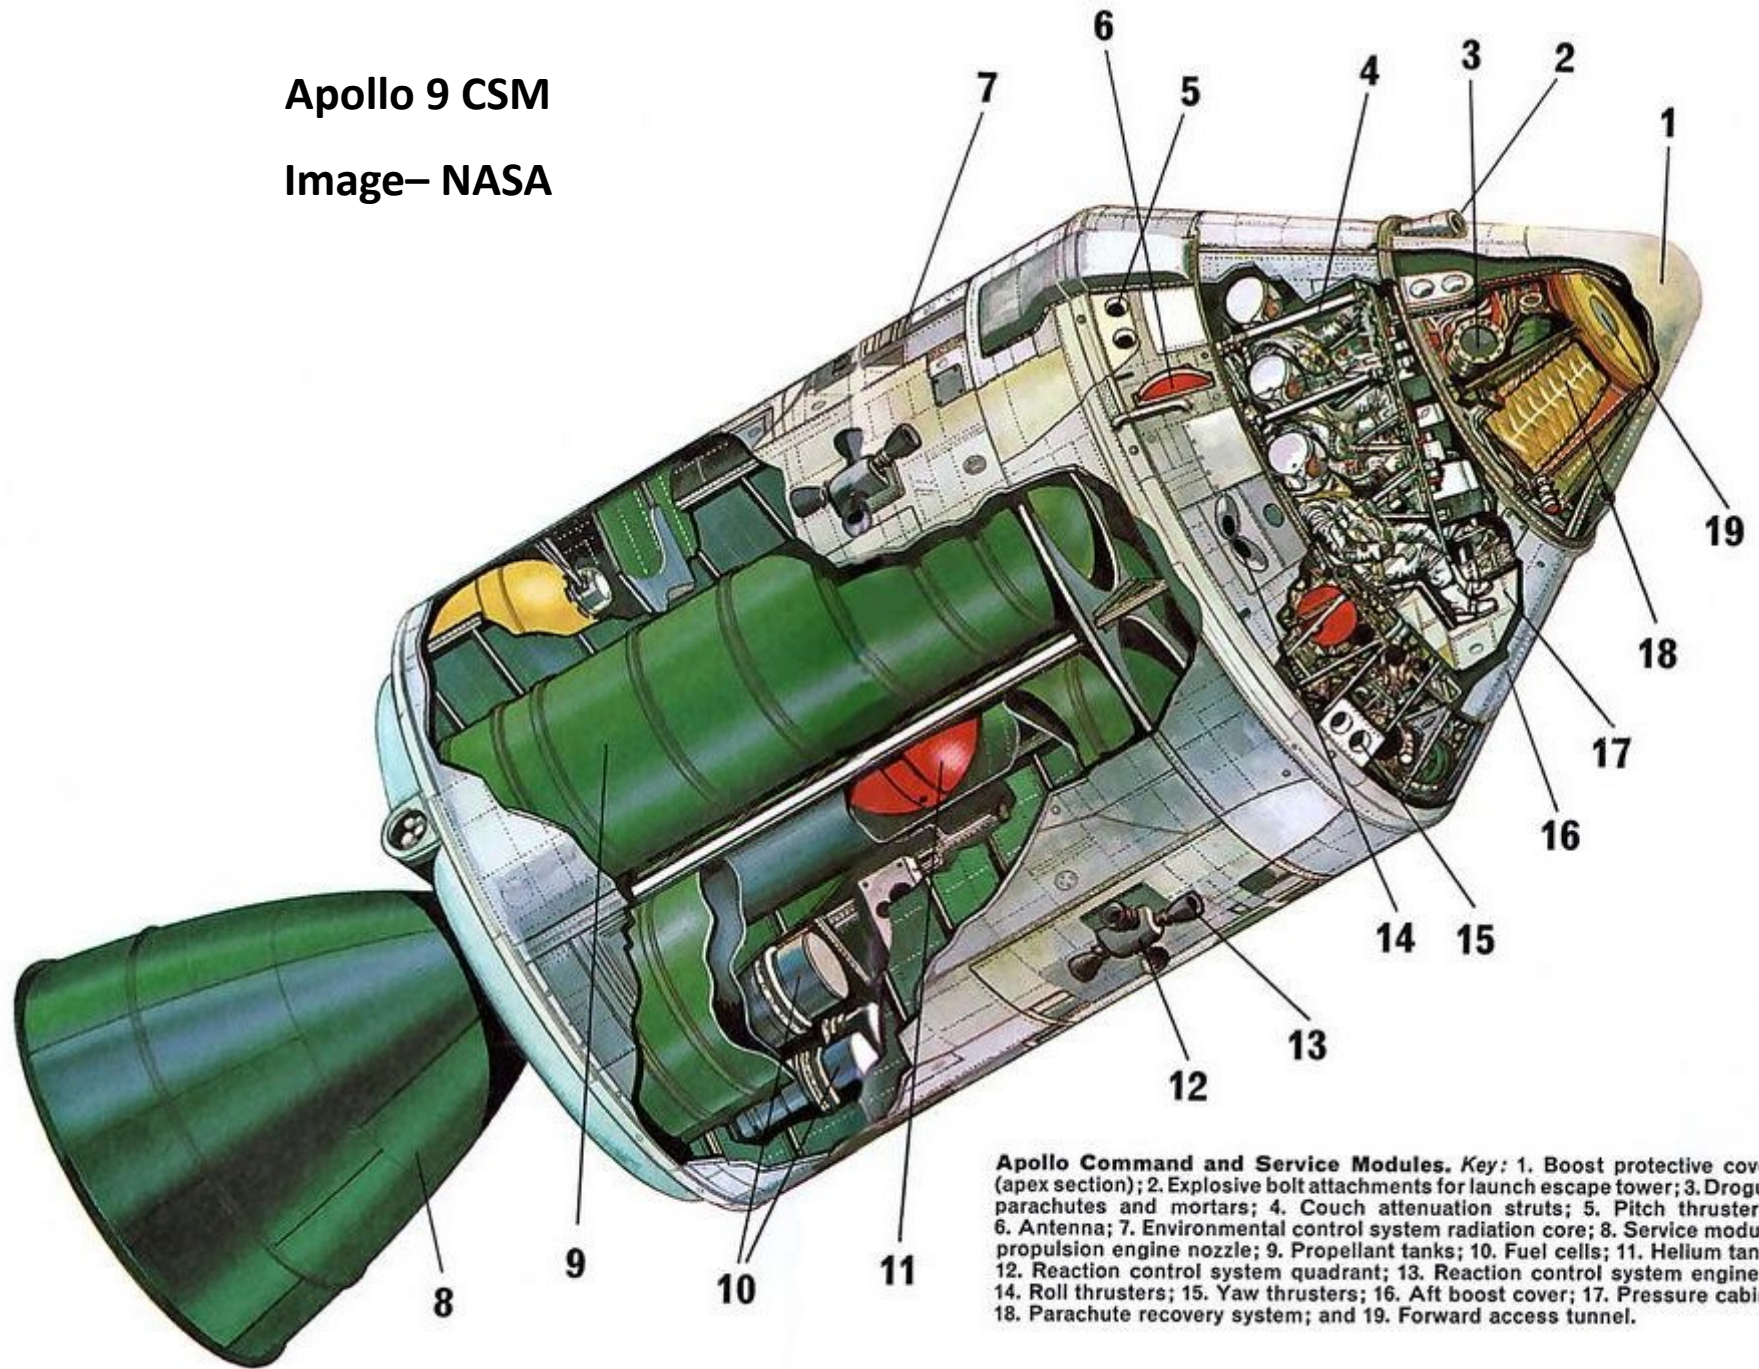 Apollo 9 CSM
Image– NASA
6
7
5
4
3
2
1
19
18
17
16
14
15
13
12
11
10
9
8
Apollo Command and Service Modules. Key: 1. Boost protective cov
(apex section); 2. Explosive bolt attachments for launch escape tower; 3. Drogu
parachutes and mortars; 4. Couch attenuation struts; 5. Pitch thruster
6. Antenna; 7. Environmental control system radiation core; 8. Service modu
propulsion engine nozzle; 9. Propellant tanks; 10. Fuel cells; 11. Helium tan
12. Reaction control system quadrant; 13. Reaction control system engine
14. Roll thrusters; 15. Yaw thrusters; 16. Aft boost cover; 17. Pressure cabi
18. Parachute recovery system; and 19. Forward access tunnel.